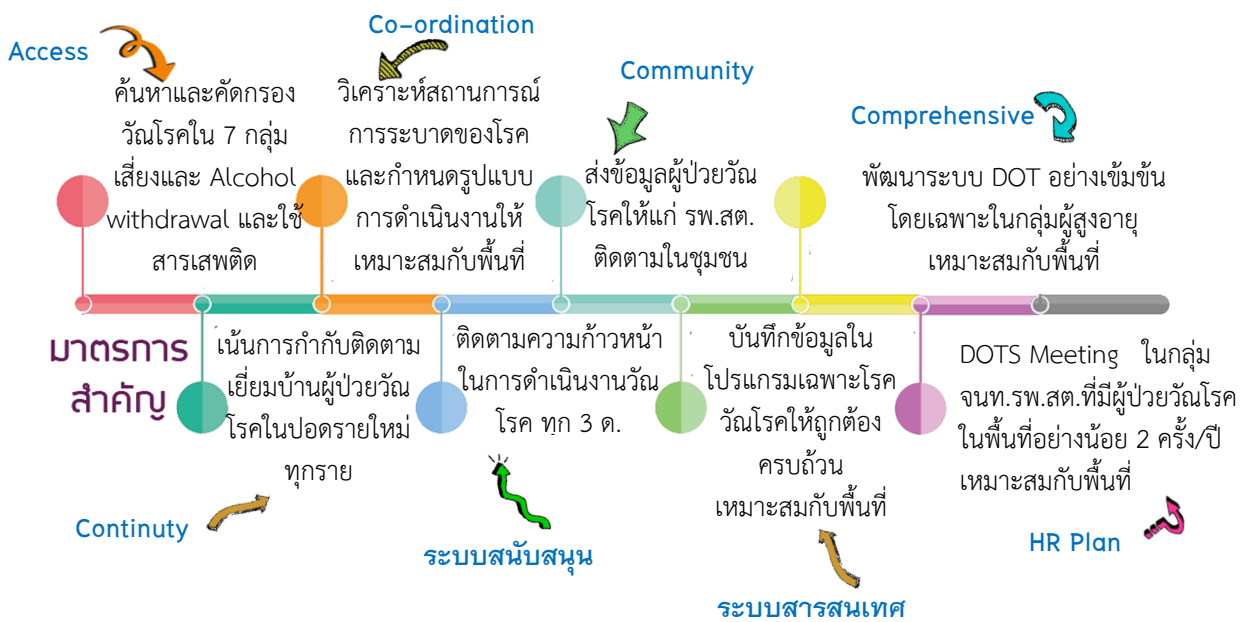 Access
ค้นหาและคัดกรอง
วัณโรคใน 7 กลุ่ม
เสี่ยงและ Alcohol
withdrawal และใช้
สารเสพติด
Co-ordination
วิเคราะห์สถานการณ์
การระบาดของโรค
และกำหนดรูปแบบ
การดำเนินงานให้
เหมาะสมกับพื้นที่
Community
ส่งข้อมูลผู้ป่วยวัณ
โรคให้แก่ รพ.สต.
ติดตามในชุมชน
Comprehensive
พัฒนาระบบ DOT อย่างเข้มข้น
โดยเฉพาะในกลุ่มผู้สูงอายุ
เหมาะสมกับพื้นที่
มาตรการ
สำคัญ
เน้นการกำกับติดตาม
เยี่ยมบ้านผู้ป่วยวัณ
โรคในปอดรายใหม่
ทุกราย
Continuty
ติดตามความก้าวหน้า
ในการดำเนินงานวัณ
โรค ทุก 3 ด.
ระบบสนับสนุน
บันทึกข้อมูลใน
โปรแกรมเฉพาะโรค
วัณโรคให้ถูกต้อง
ครบถ้วน
เหมาะสมกับพื้นที่
ระบบสารสนเทศ
DOTS Meeting ในกลุ่ม
จนท.รพ.สต.ที่มีผู้ป่วยวัณโรค
ในพื้นที่อย่างน้อย 2 ครั้ง/ปี
เหมาะสมกับพื้นที่
HR Plan